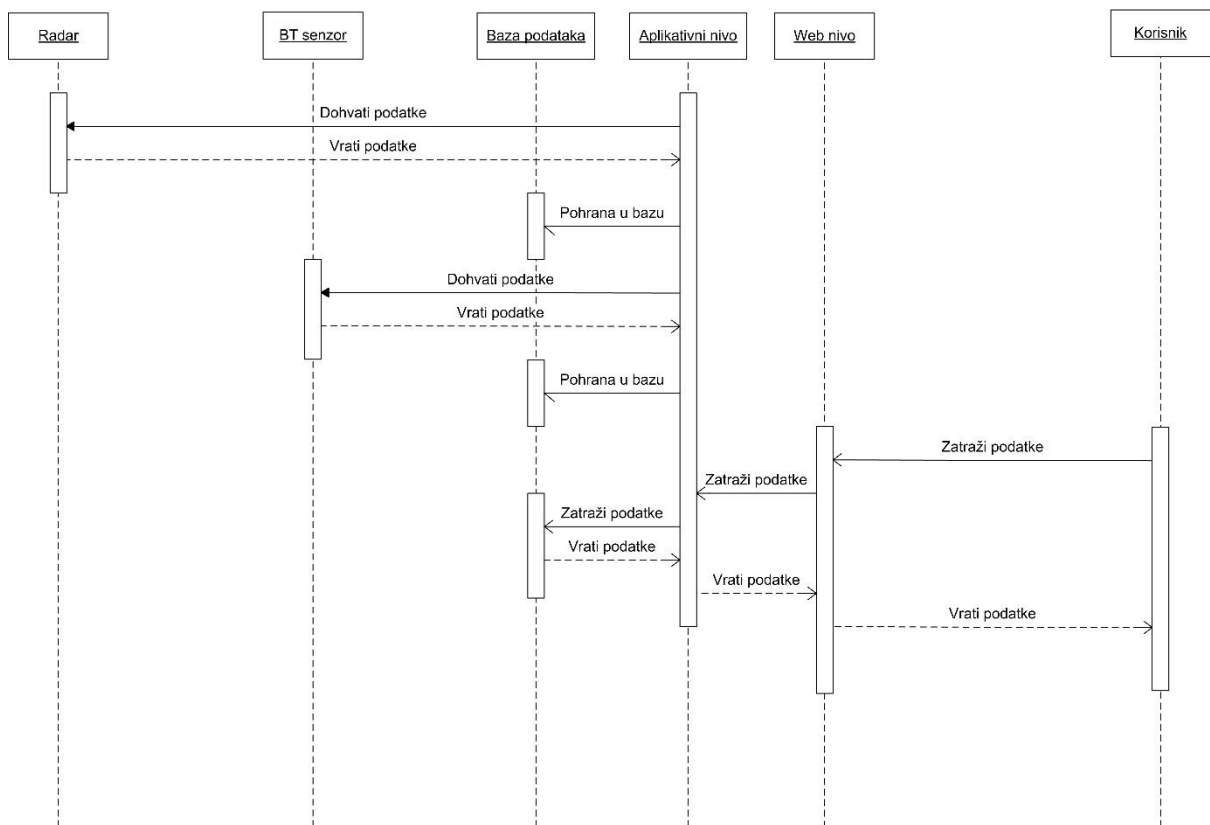 Radar
BT senzor
Baza podataka
Aplikativni nivo
Web nivo
Korisnik
Dohvati podatke
Vrati podatke
Pohrana u bazu
Dohvati podatke
Vrati podatke
Pohrana u bazu
Zatraži podatke
Zatraži podatke
Zatraži podatke
Vrati podatke
Vrati podatke
Vrati podatke